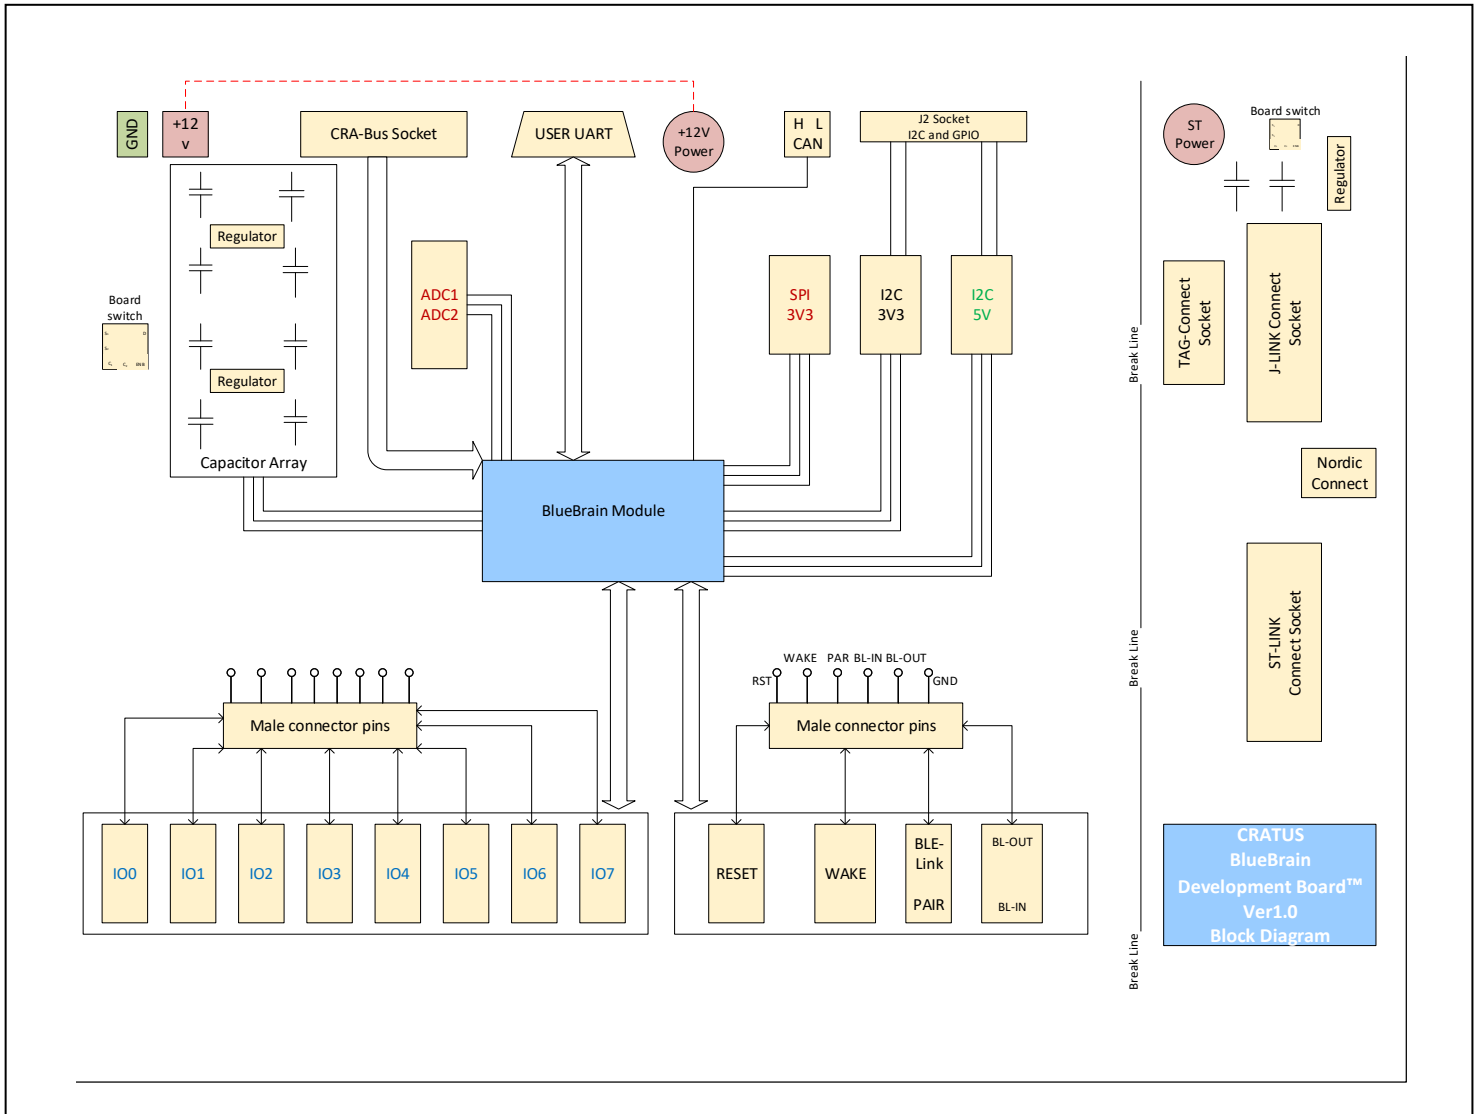 GND
+12
v
CRA-Bus Socket
USER UART
+12V
Power
H L
CAN
J2 Socket
I2C and GPIO
ST
Power
Board switch
Regulator
Regulator
Board
switch
Regulator
Capacitor Array
ADC1
ADC2
SPI
3V3
I2C
3V3
I2C
5V
Break Line
TAG-Connect
Socket
J-LINK Connect
Socket
Nordic
Connect
BlueBrain Module
ST-LINK
Connect Socket
Break Line
WAKE PAR BL-IN BL-OUT
RST GND
Male connector pins
Male connector pins
IO0
IO1
IO2
IO3
IO4
IO5
IO6
IO7
RESET
WAKE
BLE-
Link
PAIR
BL-OUT
BL-IN
Break Line
CRATUS
BlueBrain
Development Board™
Ver1.0
Block Diagram